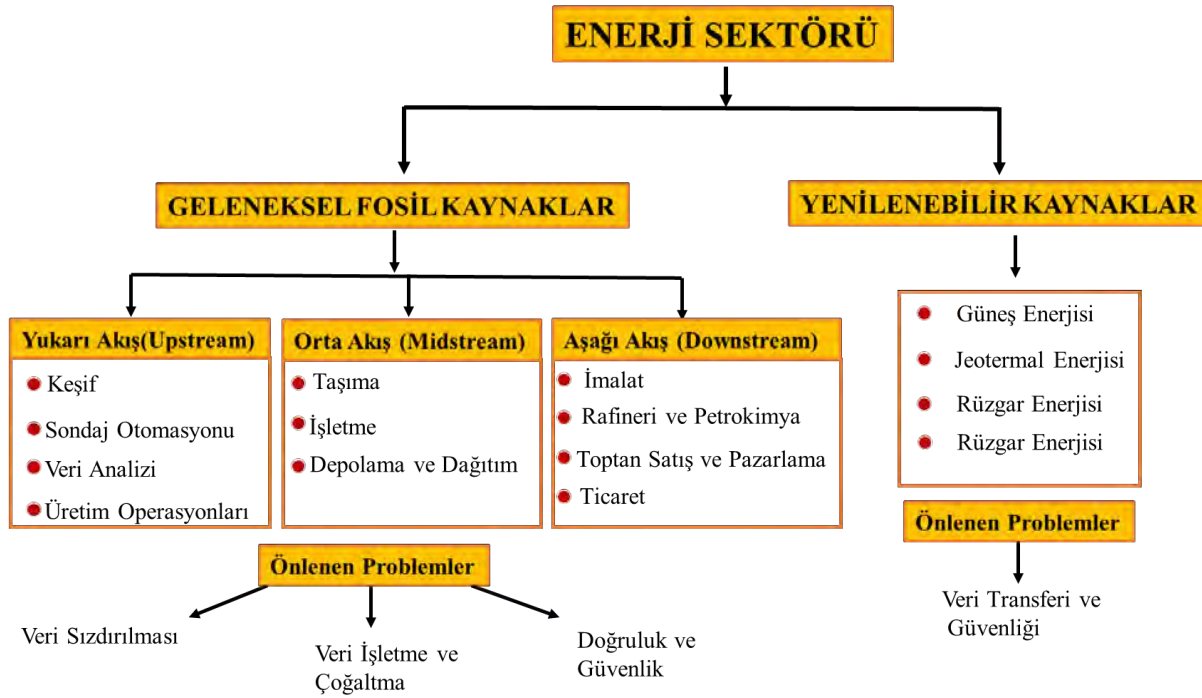 ENERJİ SEKTÖRÜ
GELENEKSEL FOSİL KAYNAKLAR
YENİLENEBİLİR KAYNAKLAR
Yukarı Akış(Upstream)
Keşif
Sondaj Otomasyonu
Veri Analizi
Üretim Operasyonları
Orta Akış (Midstream)
Taşıma
İşletme
Depolama ve Dağıtım
Aşağı Akış (Downstream)
İmalat
Rafineri ve Petrokimya
Toptan Satış ve Pazarlama
Ticaret
Güneş Enerjisi
Jeotermal Enerjisi
Rüzgar Enerjisi
Rüzgar Enerjisi
Önlenen Problemler
Veri Sızdırılması
Veri İşletme ve
Çoğaltma
Doğruluk ve
Güvenlik
Önlenen Problemler
Veri Transferi ve
Güvenliği